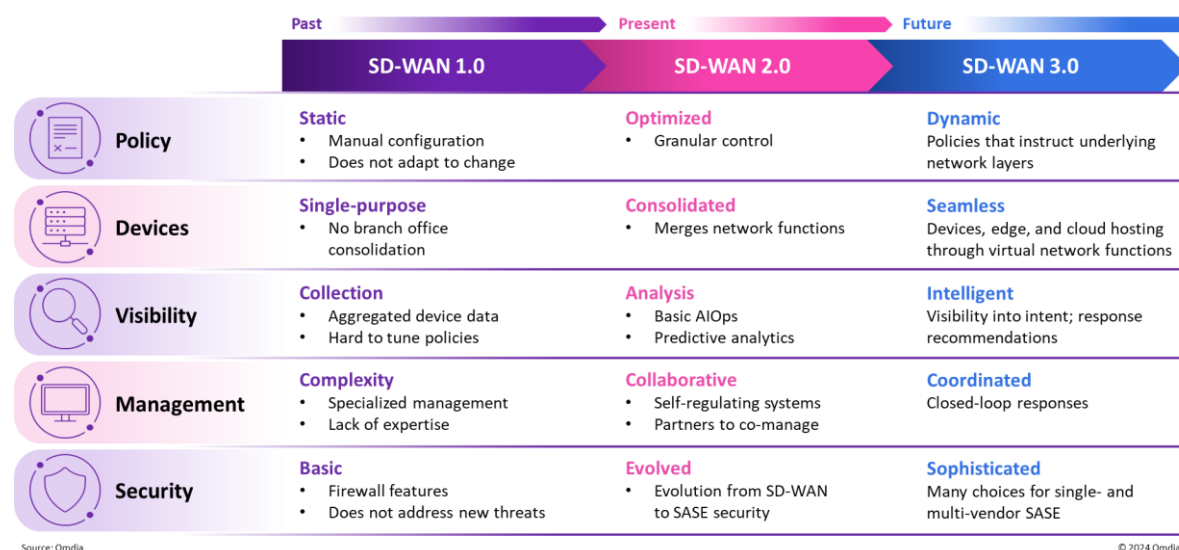 Past
Present
Future
SD-WAN 1.0
SD-WAN 2.0
SD-WAN 3.0
Policy
Static
• Manual configuration
• Does not adapt to change
Optimized
• Granular control
Dynamic
Policies that instruct underlying
network layers
Devices
Single-purpose
• No branch office
consolidation
Consolidated
• Merges network functions
Seamless
Devices, edge, and cloud hosting
through virtual network functions
Visibility
Collection
• Aggregated device data
• Hard to tune policies
Analysis
• Basic AIOps
• Predictive analytics
Intelligent
Visibility into intent; response
recommendations
Management
Complexity
• Specialized management
• Lack of expertise
Collaborative
• Self-regulating systems
• Partners to co-manage
Coordinated
Closed-loop responses
Security
Basic
• Firewall features
• Does not address new threats
Evolved
• Evolution from SD-WAN
to SASE security
Sophisticated
Many choices for single- and
multi-vendor SASE
Source: Omdia
© 2024 Omdia